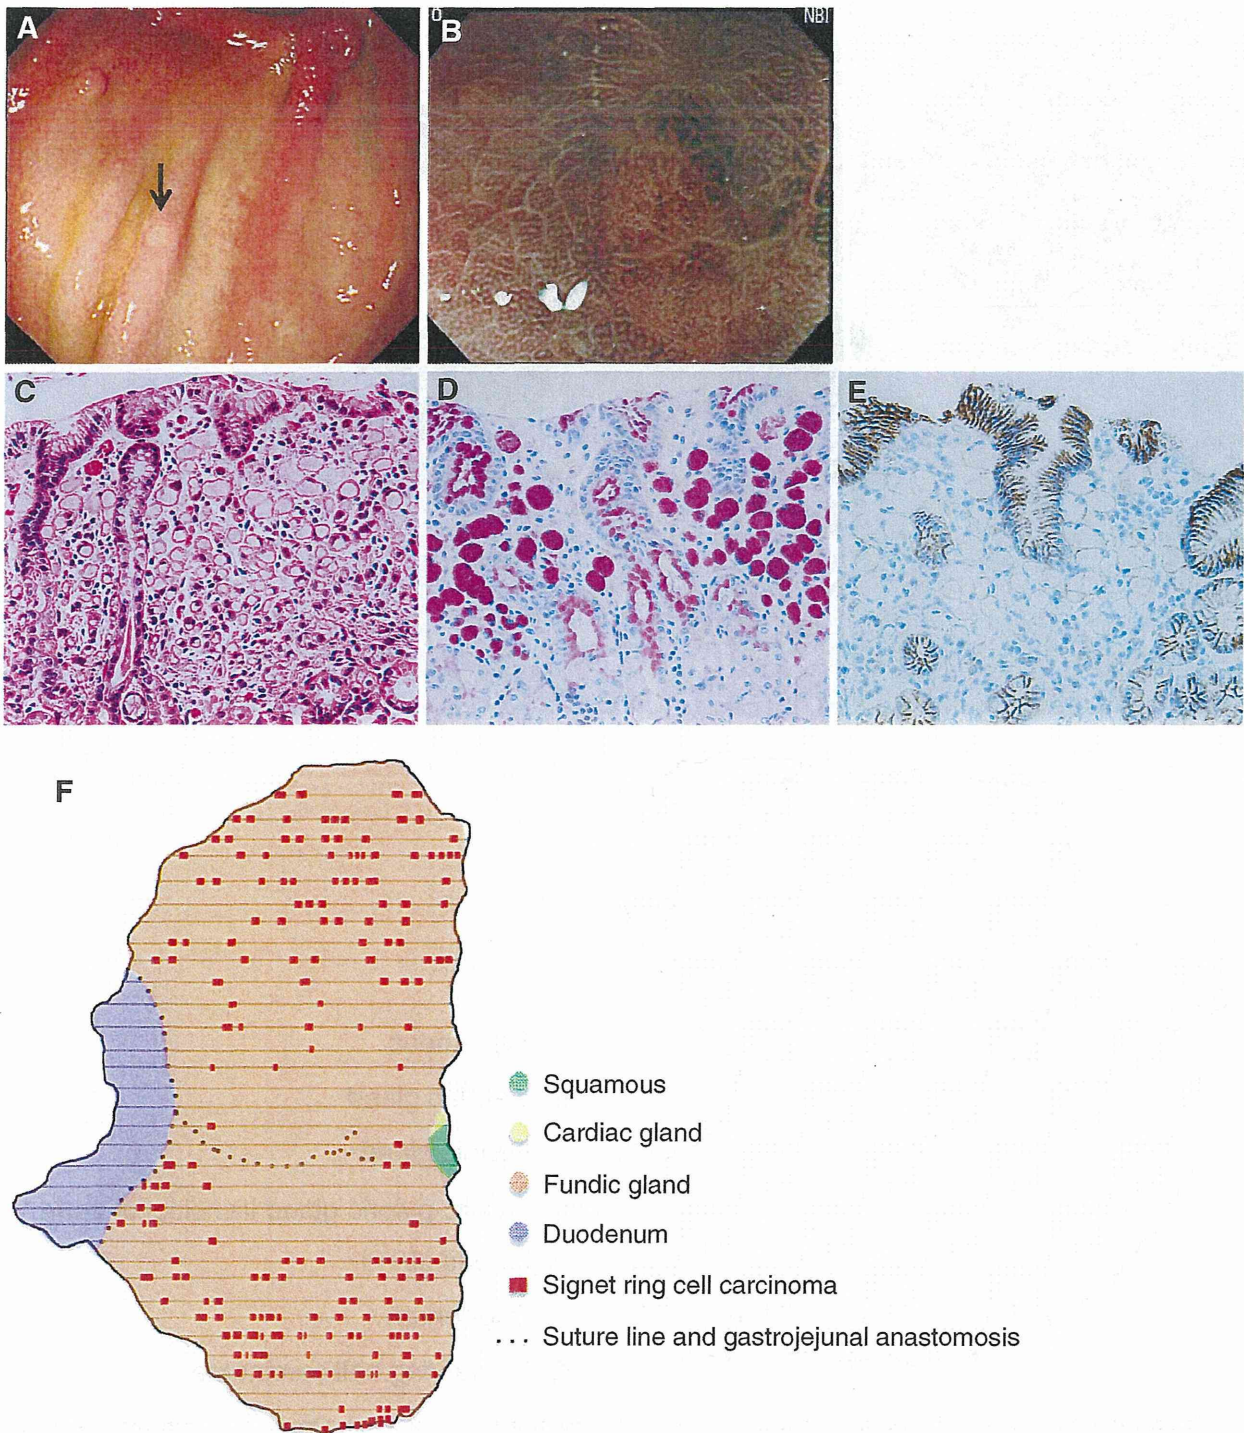 A
O
B
NBI
C
D
E
F
Squamous
Cardiac gland
Fundic gland
Duodenum
Signet ring cell carcinoma
... Suture line and gastrojejunal anastomosis